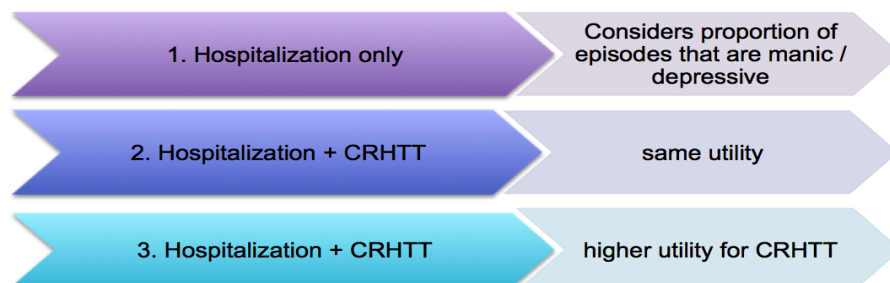 1. Hospitalization only
Considers proportion of
episodes that are manic /
depressive
2. Hospitalization + CRHTT
same utility
3. Hospitalization + CRHTT
higher utility for CRHTT